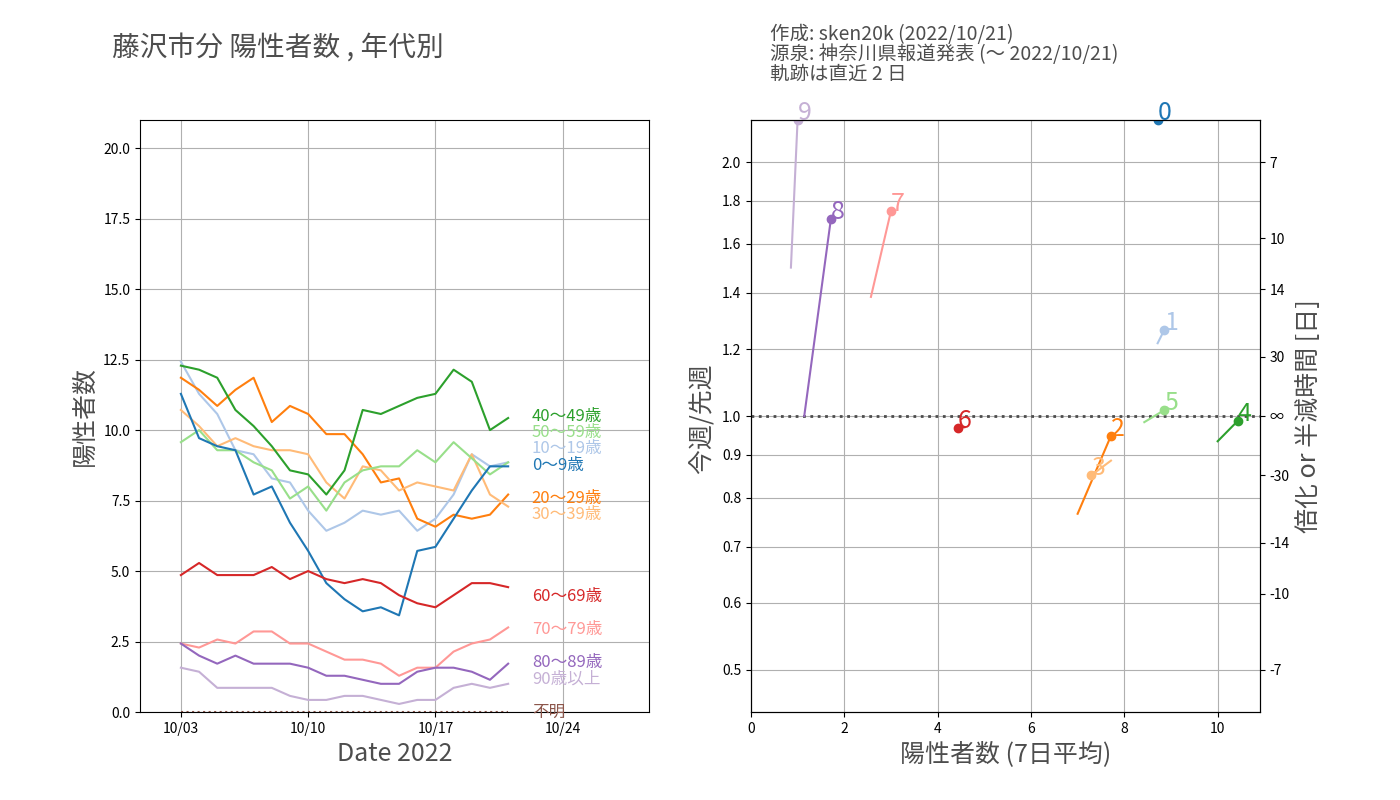 藤沢市分 陽性者数 , 年代別
作成: sken20k (2022/10/21)
源泉: 神奈川県報道発表 (〜 2022/10/21)
軌跡は直近 2 日
陽性者数
20.0
17.5
15.0
12.5
10.0
7.5
5.0
2.5
0.0
10/03
10/10
10/17
10/24
Date 2022
40〜49歳
50〜59歳
10〜19歳
0〜9歳
20〜29歳
30〜39歳
60〜69歳
70〜79歳
80〜89歳
90歳以上
不明
今週/先週
2.0
1.8
1.6
1.4
1.2
1.0
0.9
0.8
0.7
0.6
0.5
9
0
7
8
1
5
4
6
2
3
0
2
4
6
8
10
陽性者数 (7日平均)
7
10
14
30
∞
-30
-14
-10
-7
倍化 or 半減時間 [日]